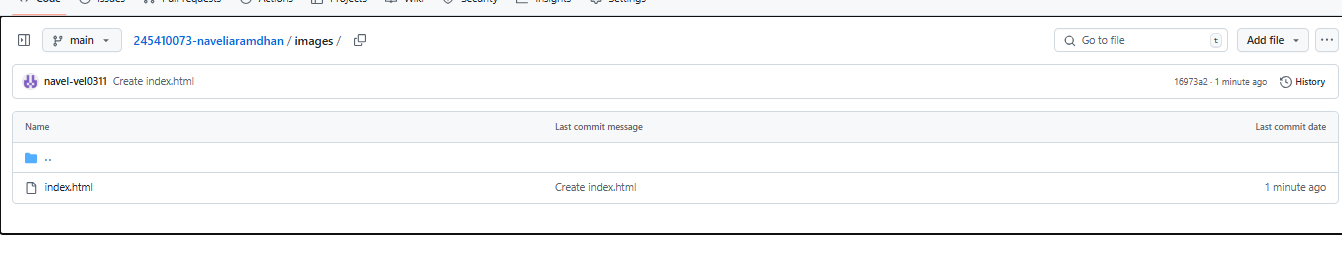 Code Issues Pull requests Actions Projects Wiki Security Insights Settings
main 245410073-naveliaramdhan / images / Go to file t Add file
navel-vel0311 Create index.html 16973a2 · 1 minute ago History
Name Last commit message Last commit date
..
index.html Create index.html 1 minute ago